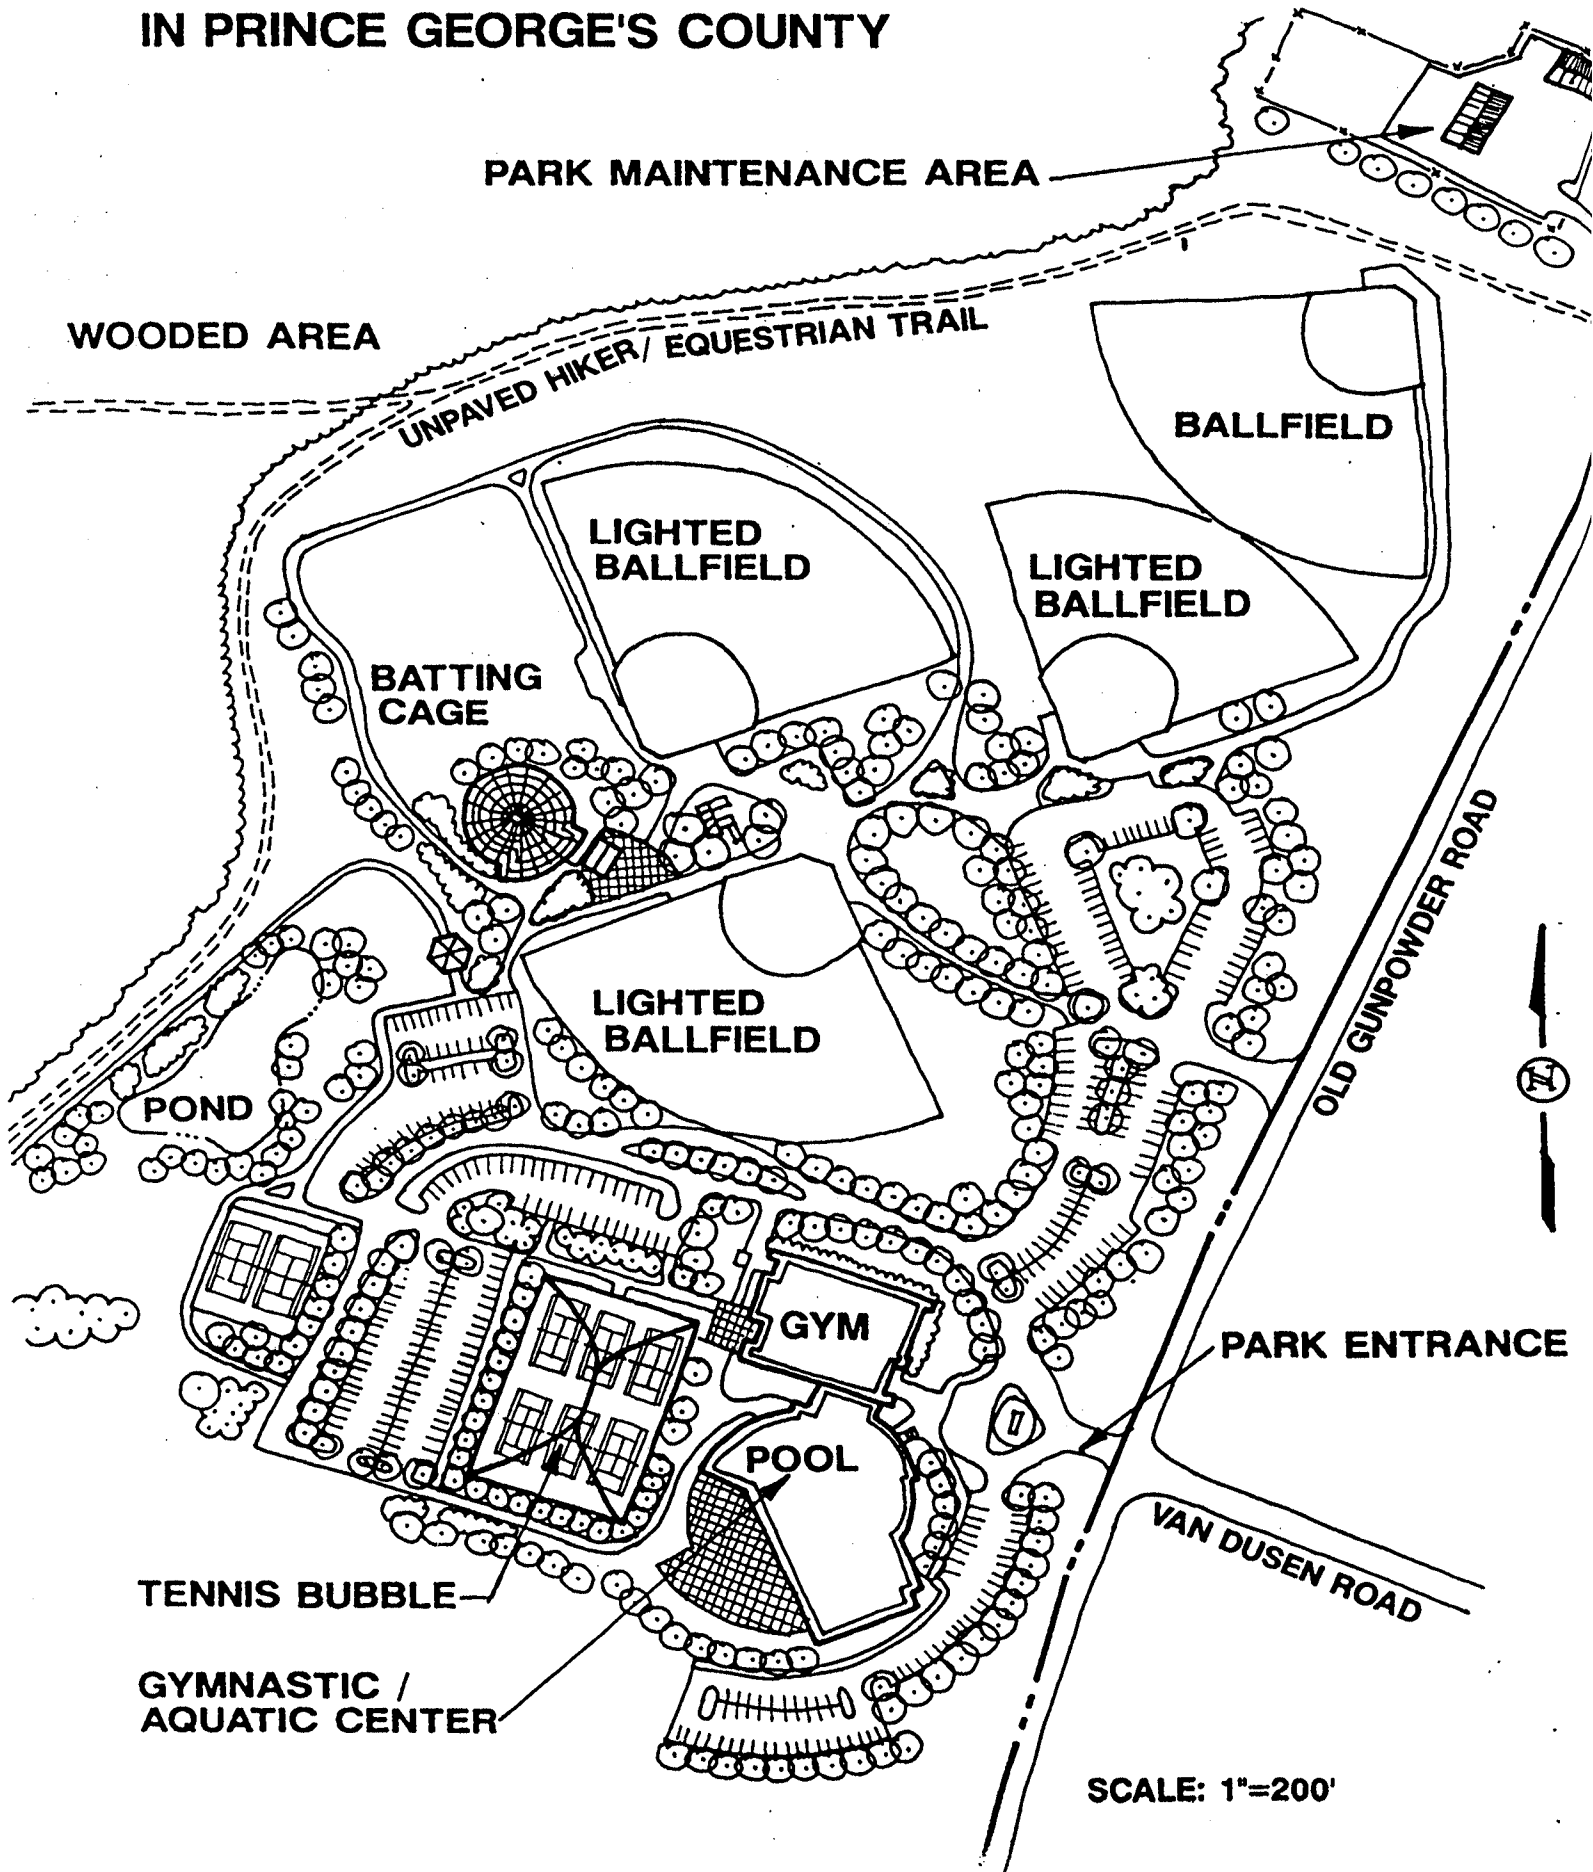 IN PRINCE GEORGE'S COUNTY
PARK MAINTENANCE AREA
WOODED AREA
UNPAVED HIKER/ EQUESTRIAN TRAIL
BALLFIELD
LIGHTED
BALLFIELD
LIGHTED
BALLFIELD
BATTING
CAGE
OLD GUNPOWDER ROAD
LIGHTED
BALLFIELD
POND
N
GYM
PARK ENTRANCE
POOL
VAN DUSEN ROAD
TENNIS BUBBLE
GYMNASTIC /
AQUATIC CENTER
SCALE: 1"=200'